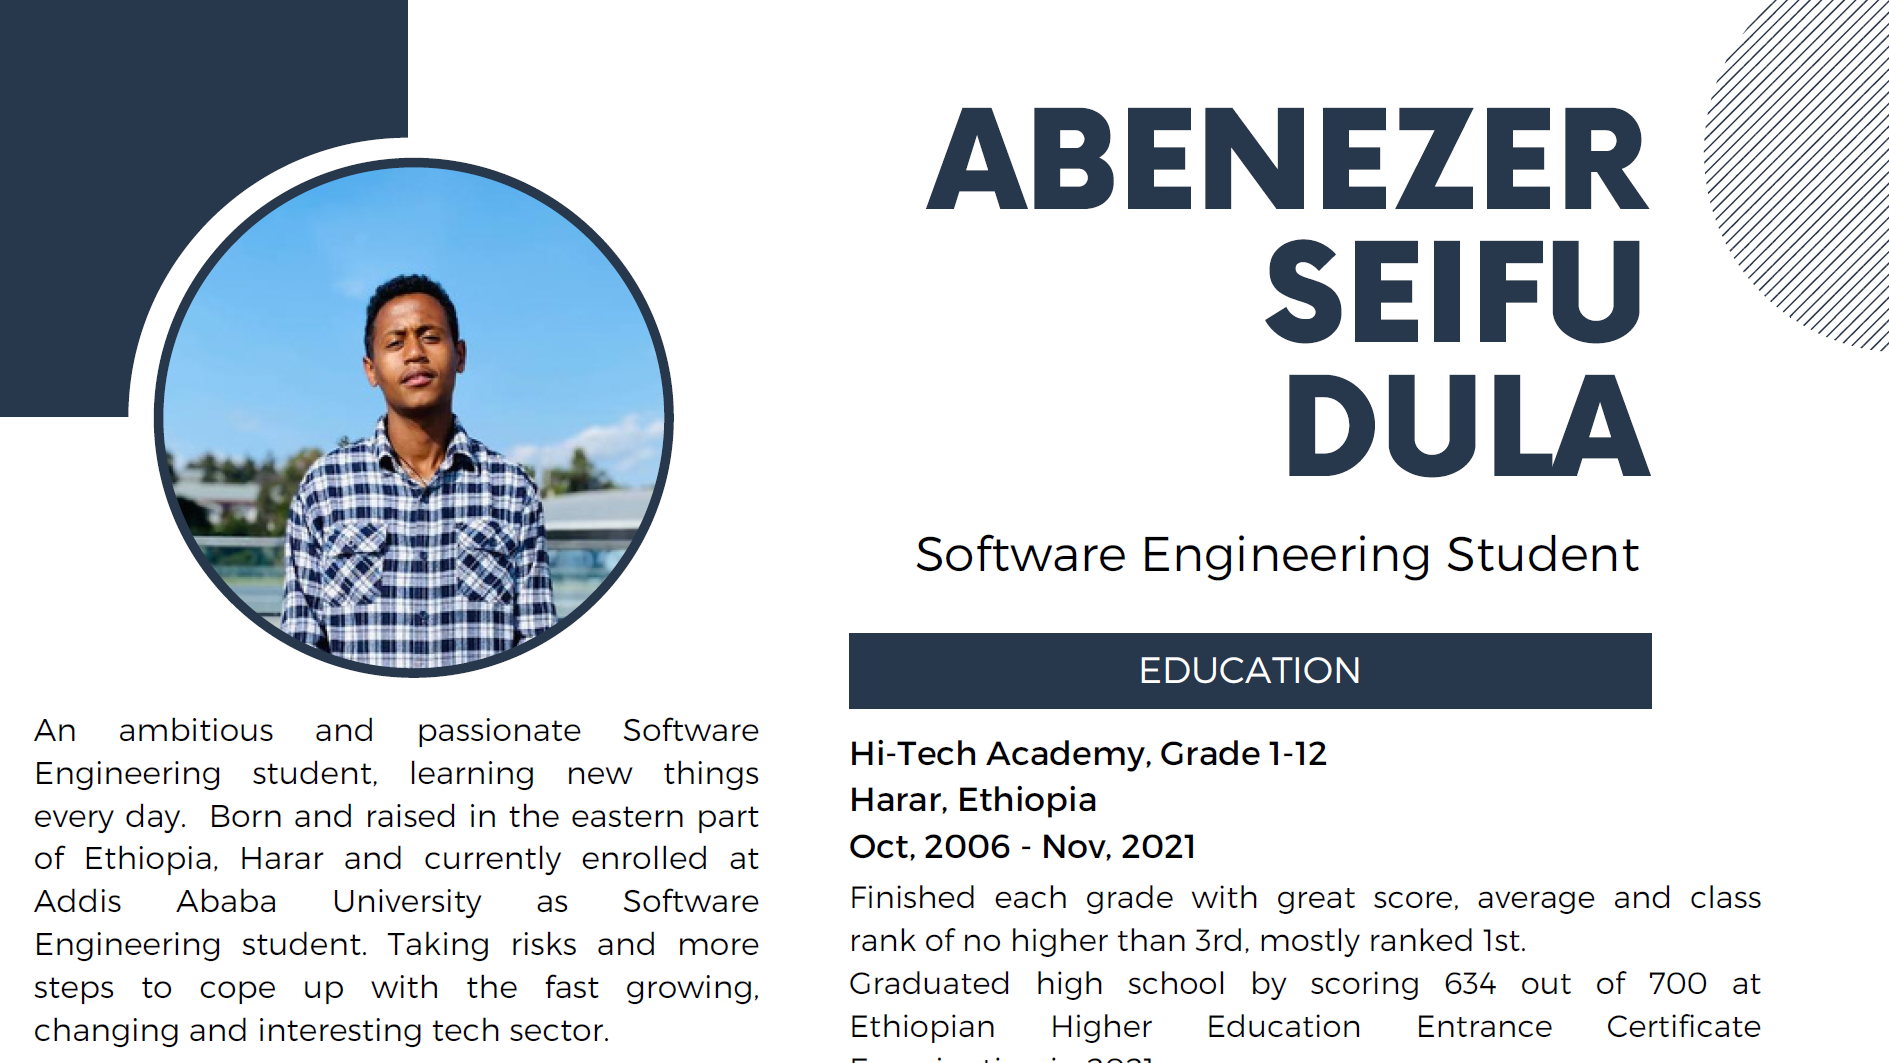 ABENEZER
SEIFU
DULA
Software Engineering Student
An ambitious and passionate Software
Engineering student, learning new things
every day. Born and raised in the eastern part
of Ethiopia, Harar and currently enrolled at
Addis Ababa University as Software
Engineering student. Taking risks and more
steps to cope up with the fast growing,
changing and interesting tech sector.
EDUCATION
Hi-Tech Academy, Grade 1-12
Harar, Ethiopia
Oct, 2006 - Nov, 2021
Finished each grade with great score, average and class
rank of no higher than 3rd, mostly ranked 1st.
Graduated high school by scoring 634 out of 700 at
Ethiopian Higher Education Entrance Certificate